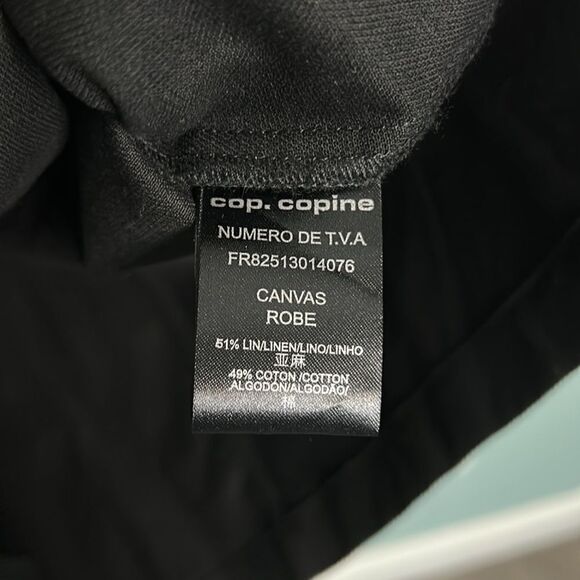 cop. copine
NUMERO DE T.V.A
FR82513014076
CANVAS
ROBE
51% LIN/LINEN/LINO/LINHO
亚麻
49% COTON /COTTON
ALGODÓN/ALGODÃO/
棉